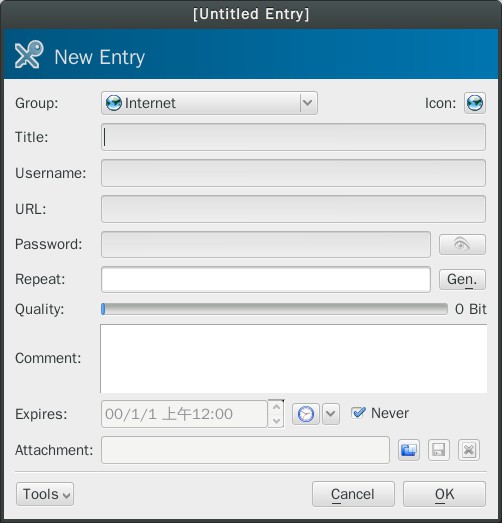 [Untitled Entry]
New Entry
Group: Internet Icon:
Title:
Username:
URL:
Password:
Repeat: Gen.
Quality: 0 Bit
Comment:
Expires: 00/1/1 上午12:00 Never
Attachment:
Tools Cancel OK